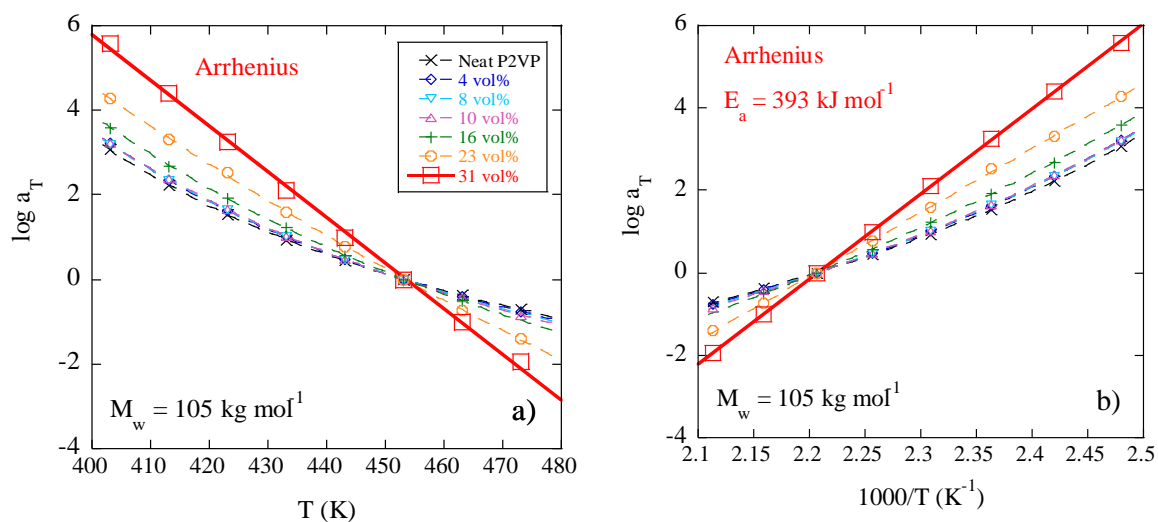 6
4
2
0
-2
-4
log a_T
Arrhenius
Neat P2VP
4 vol%
8 vol%
10 vol%
16 vol%
23 vol%
31 vol%
M_w = 105 kg mol^-1
a)
400 410 420 430 440 450 460 470 480
T (K)
6
4
2
0
-2
-4
log a_T
Arrhenius
E_a = 393 kJ mol^-1
M_w = 105 kg mol^-1
b)
2.1 2.15 2.2 2.25 2.3 2.35 2.4 2.45 2.5
1000/T (K^-1)